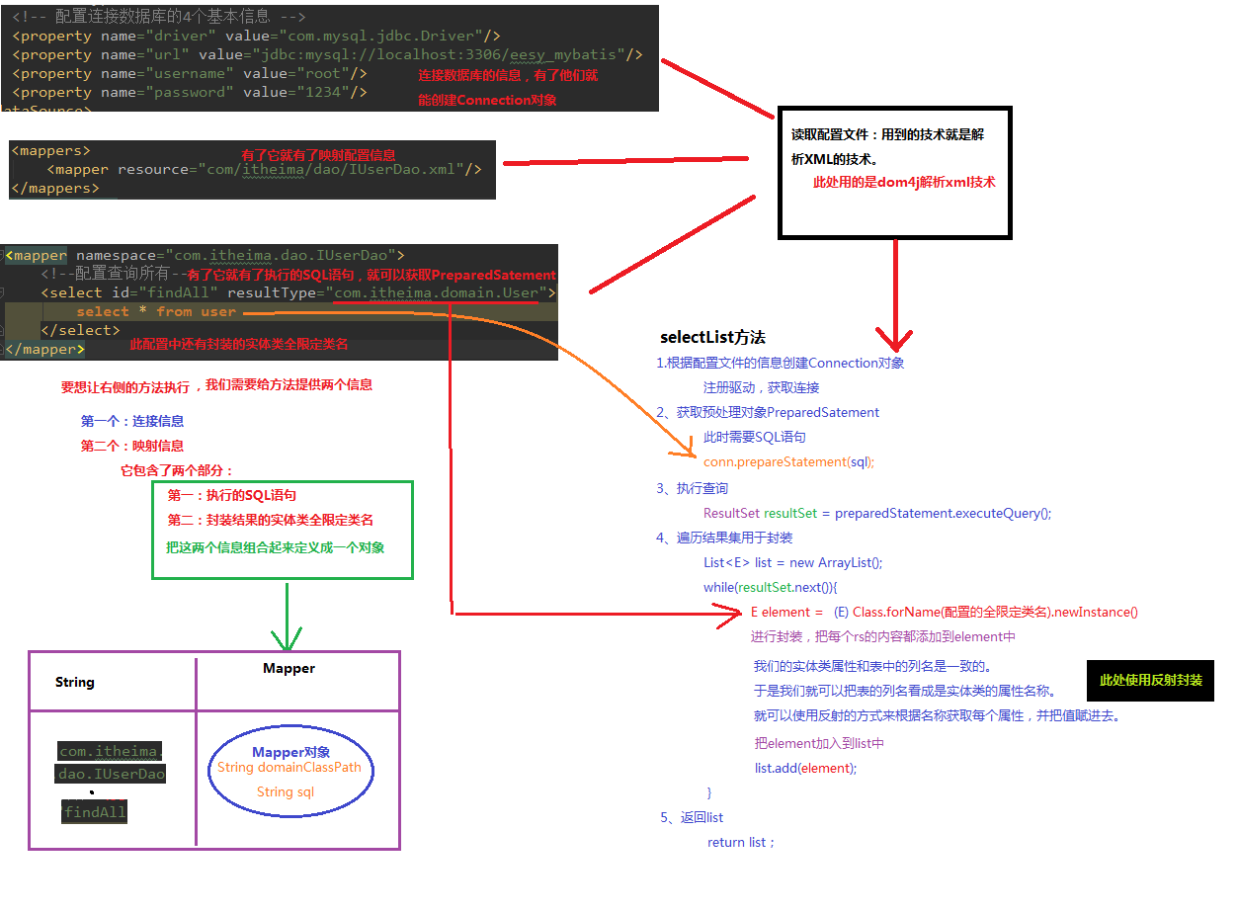 <!-- 配置连接数据库的4个基本信息 -->
<property name="driver" value="com.mysql.jdbc.Driver"/>
<property name="url" value="jdbc:mysql://localhost:3306/eesy_mybatis"/>
<property name="username" value="root"/>
<property name="password" value="1234"/>
连接数据库的信息，有了他们就
能创建Connection对象
ataSource>
<mappers>
有了它就有了映射配置信息
<mapper resource="com/itheima/dao/IUserDao.xml"/>
</mappers>
读取配置文件：用到的技术就是解
析XML的技术。
此处用的是dom4j解析xml技术
<mapper namespace="com.itheima.dao.IUserDao">
<!--配置查询所有--
有了它就有了执行的SQL语句，就可以获取PreparedSatement
<select id="findAll" resultType="com.itheima.domain.User">
select * from user
</select>
</mapper>
此配置中还有封装的实体类全限定类名
要想让右侧的方法执行，我们需要给方法提供两个信息
第一个：连接信息
第二个：映射信息
它包含了两个部分：
第一：执行的SQL语句
第二：封装结果的实体类全限定类名
把这两个信息组合起来定义成一个对象
String
Mapper
com.itheima.
dao.IUserDao
.
findAll
Mapper对象
String domainClassPath
String sql
selectList方法
1.根据配置文件的信息创建Connection对象
注册驱动，获取连接
2、获取预处理对象PreparedSatement
此时需要SQL语句
conn.prepareStatement(sql);
3、执行查询
ResultSet resultSet = preparedStatement.executeQuery();
4、遍历结果集用于封装
List<E> list = new ArrayList();
while(resultSet.next()){
E element = (E) Class.forName(配置的全限定类名).newInstance()
进行封装，把每个rs的内容都添加到element中
我们的实体类属性和表中的列名是一致的。
于是我们就可以把表的列名看成是实体类的属性名称。
就可以使用反射的方式来根据名称获取每个属性，并把值赋进去。
此处使用反射封装
把element加入到list中
list.add(element);
}
5、返回list
return list；